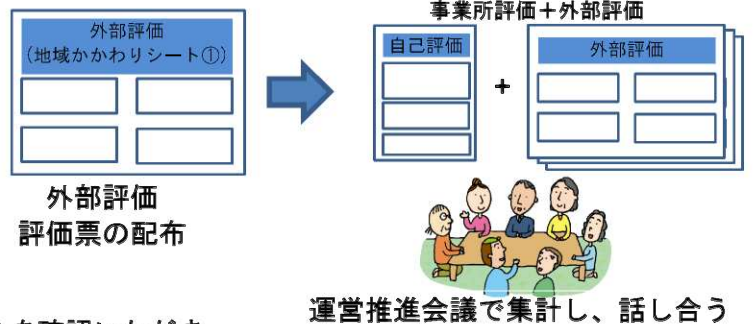 外部評価
(地域かかわりシート①)
外部評価
評価票の配布
事業所評価+外部評価
自己評価
+
外部評価
運営推進会議で集計し、話し合う